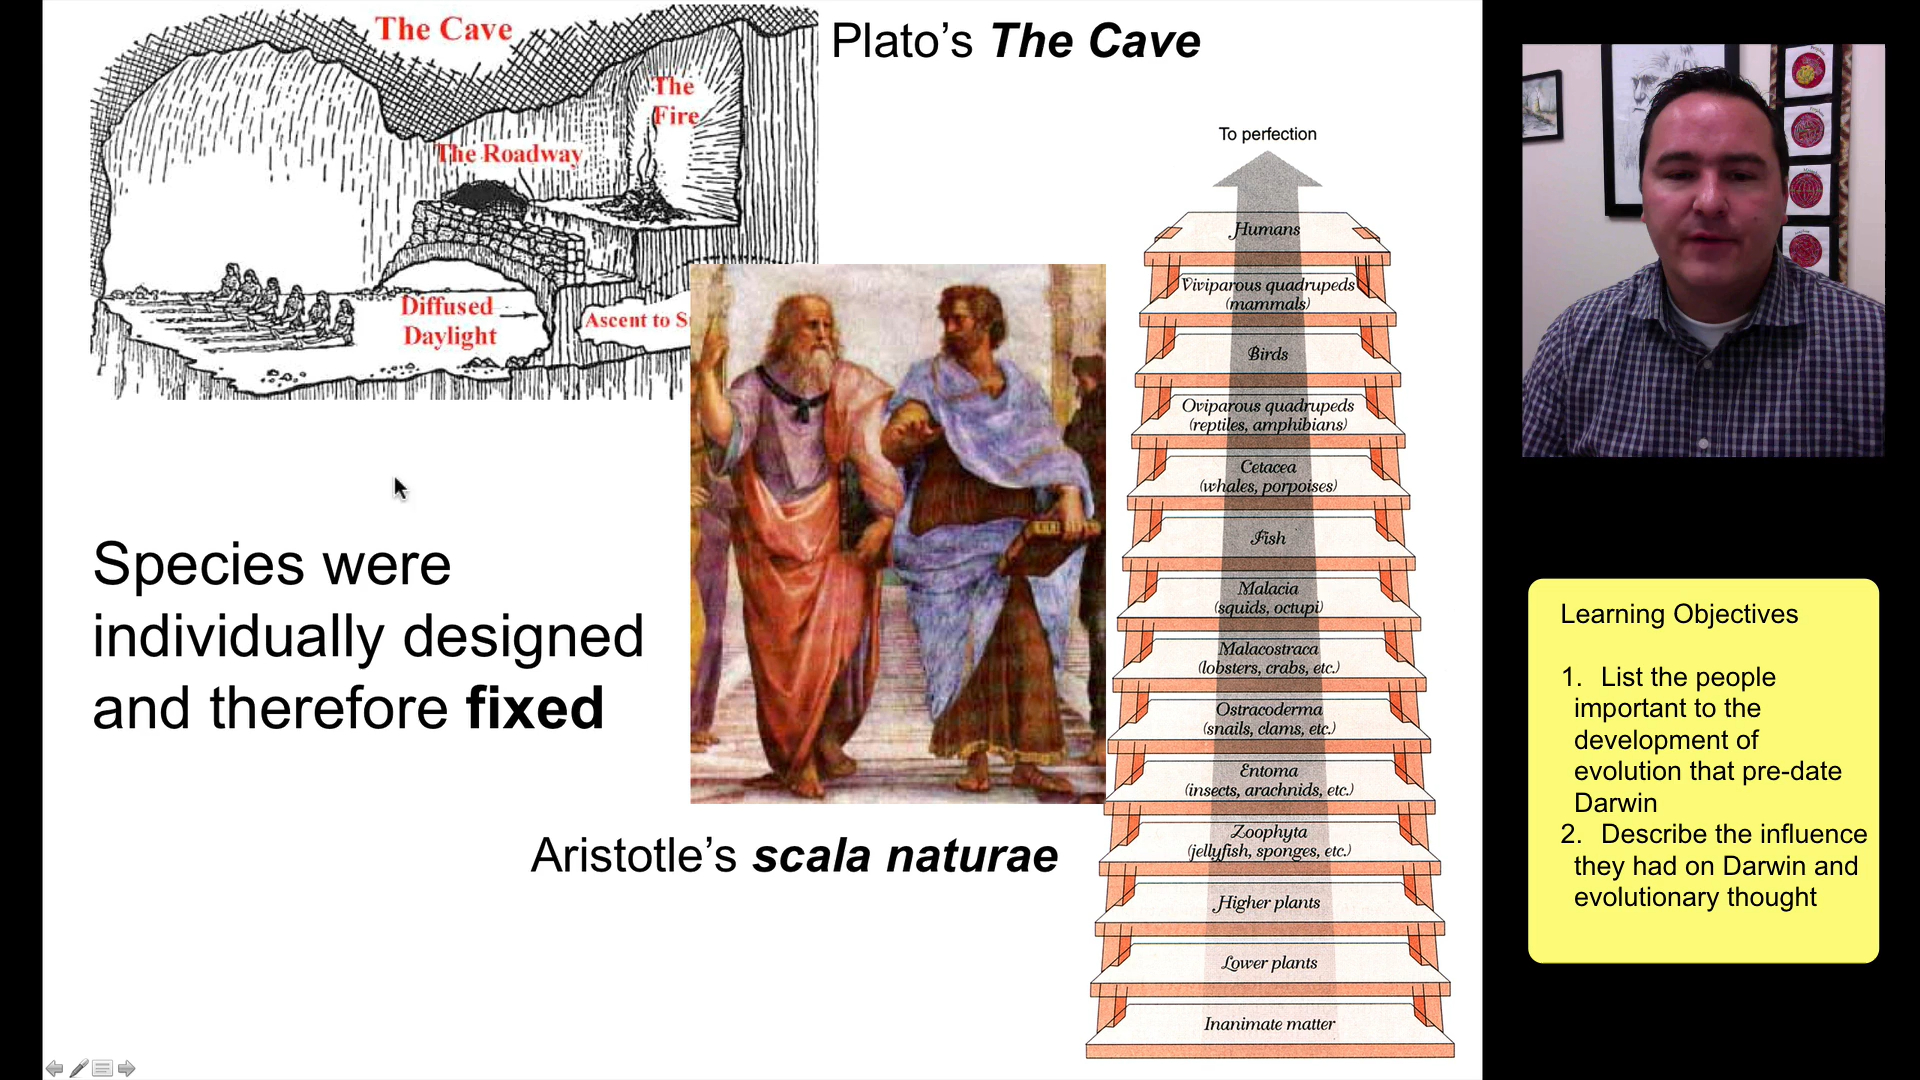 The Cave
The
Fire
The Roadway
Diffused
Daylight
Ascent to
Plato's The Cave
To perfection
Humans
Viviparous quadrupeds
(mammals)
Birds
Oviparous quadrupeds
(reptiles, amphibians)
Cetacea
(whales, porpoises)
Fish
Malacia
(squids, octupi)
Malacostraca
(lobsters, crabs, etc.)
Ostracoderma
(snails, clams, etc.)
Entoma
(insects, arachnids, etc.)
Zoophyta
(jellyfish, sponges, etc.)
Higher plants
Lower plants
Inanimate matter
Species were
individually designed
and therefore fixed
Aristotle's scala naturae
Learning Objectives
1. List the people
important to the
development of
evolution that pre-date
Darwin
2. Describe the influence
they had on Darwin and
evolutionary thought